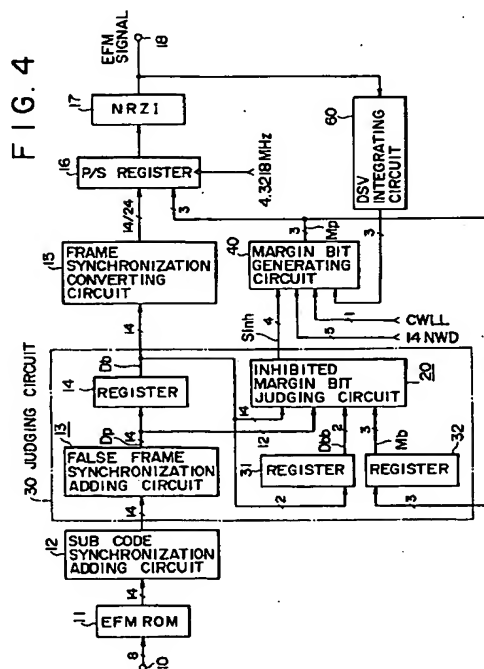 FIG. 4
30 JUDGING CIRCUIT
8
10
11
EFM ROM
14
12
SUB CODE
SYNCHRONIZATION
ADDING CIRCUIT
14
13
FALSE FRAME
SYNCHRONIZATION
ADDING CIRCUIT
Dp
14
14
REGISTER
Db
14
15
FRAME
SYNCHRONIZATION
CONVERTING
CIRCUIT
14/24
16
P/S REGISTER
3
4.3218MHz
17
NRZI
EFM SIGNAL
18
12
14
2
31
REGISTER
Dbb
2
3
32
REGISTER
Mb
3
INHIBITED
MARGIN BIT
JUDGING CIRCUIT
20
Sinh
4
40
MARGIN BIT
GENERATING
CIRCUIT
3
Mp
5
1
14 NWD
CWLL
3
60
DSV
INTEGRATING
CIRCUIT